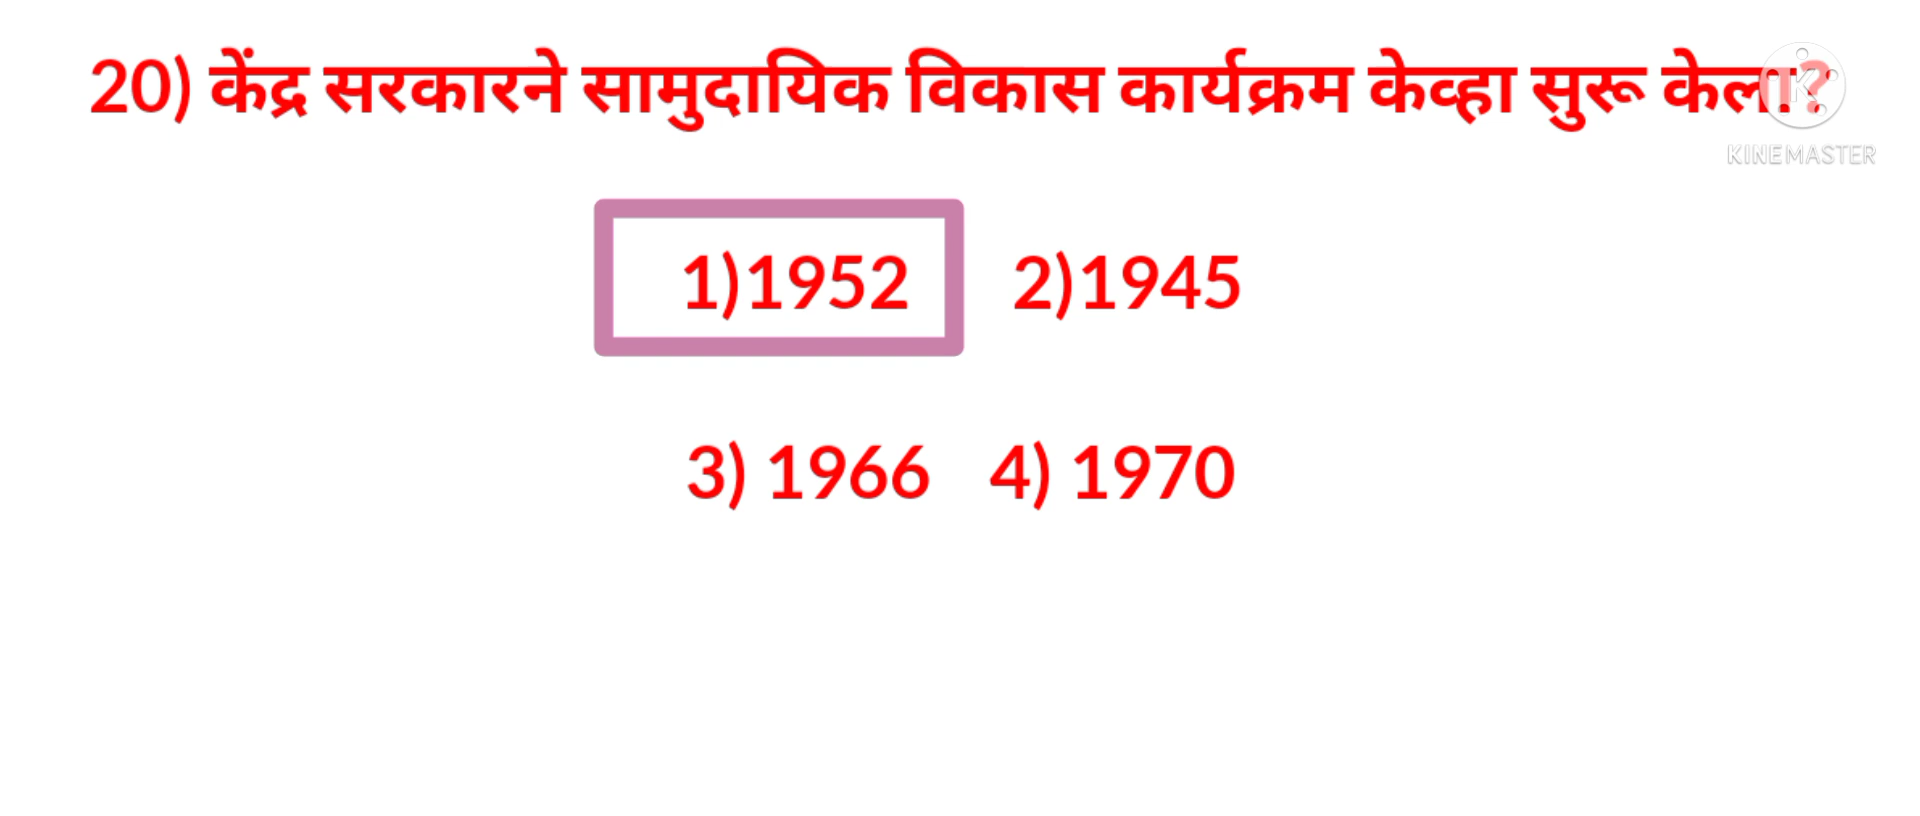 20) केंद्र सरकारने सामुदायिक विकास कार्यक्रम केव्हा सुरू केला?
KINEMASTER
1)1952 2)1945
3) 1966 4) 1970